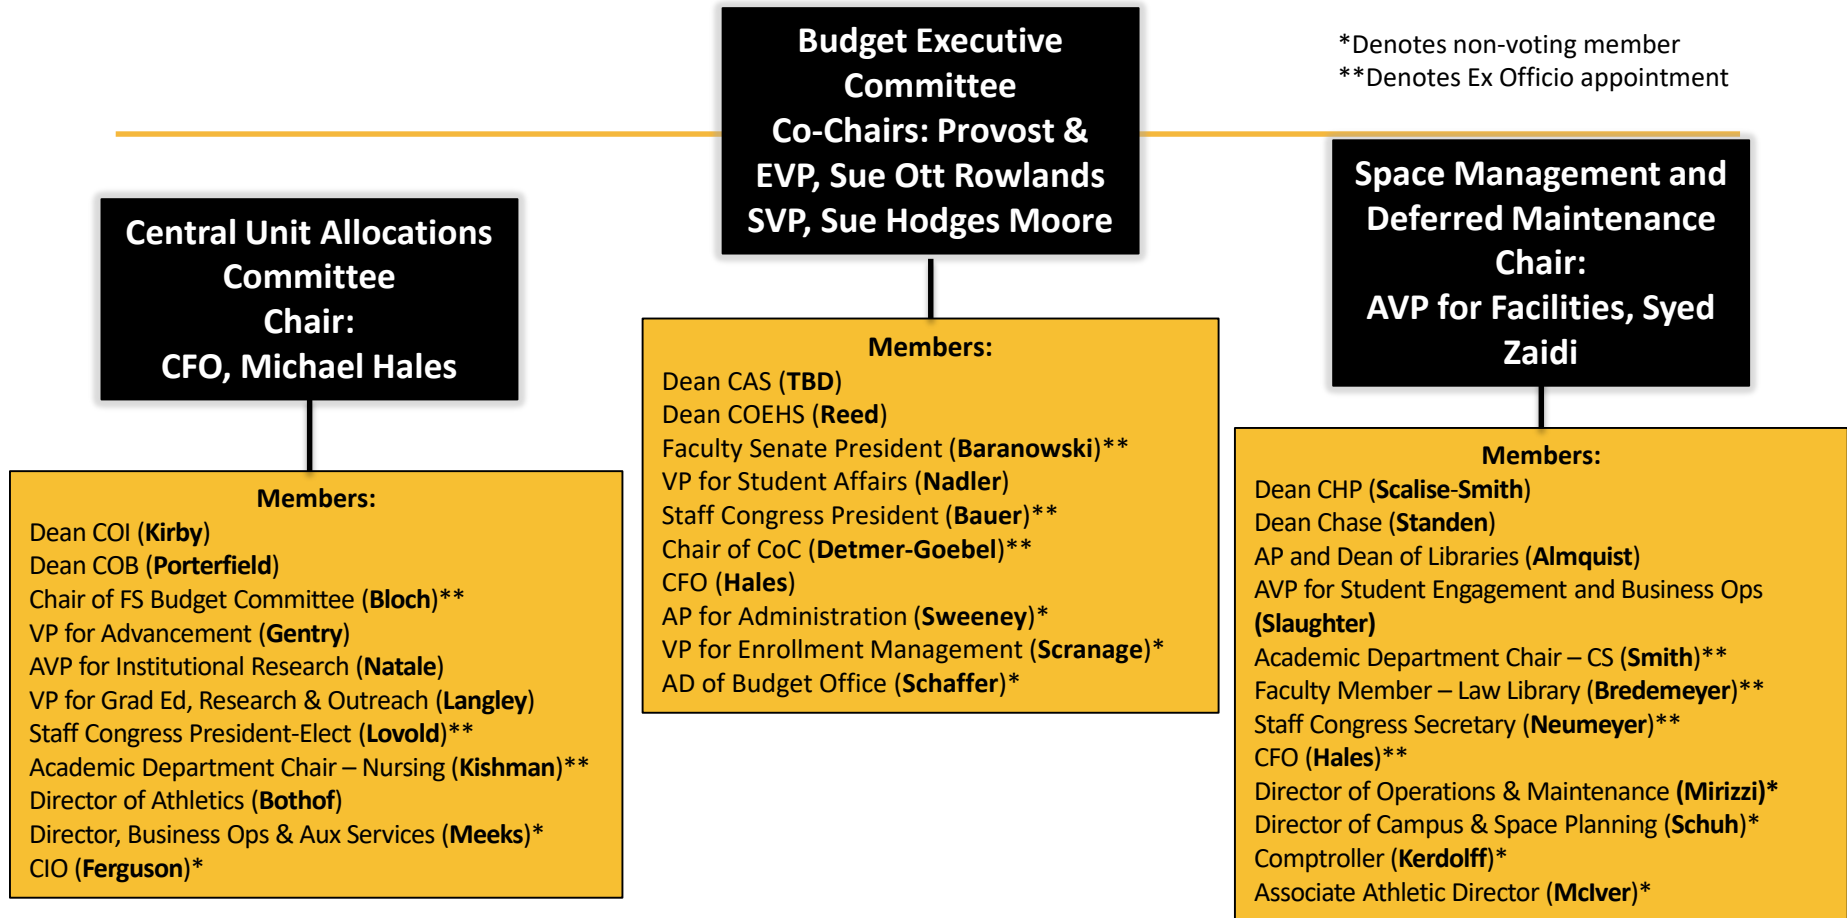 Budget Executive
Committee
Co-Chairs: Provost &
EVP, Sue Ott Rowlands
SVP, Sue Hodges Moore
*Denotes non-voting member
**Denotes Ex Officio appointment
Central Unit Allocations
Committee
Chair:
CFO, Michael Hales
Space Management and
Deferred Maintenance
Chair:
AVP for Facilities, Syed
Zaidi
Members:
Dean COI (Kirby)
Dean COB (Porterfield)
Chair of FS Budget Committee (Bloch)**
VP for Advancement (Gentry)
AVP for Institutional Research (Natale)
VP for Grad Ed, Research & Outreach (Langley)
Staff Congress President-Elect (Lovold)**
Academic Department Chair – Nursing (Kishman)**
Director of Athletics (Bothof)
Director, Business Ops & Aux Services (Meeks)*
CIO (Ferguson)*
Members:
Dean CAS (TBD)
Dean COEHS (Reed)
Faculty Senate President (Baranowski)**
VP for Student Affairs (Nadler)
Staff Congress President (Bauer)**
Chair of CoC (Detmer-Goebel)**
CFO (Hales)
AP for Administration (Sweeney)*
VP for Enrollment Management (Scranage)*
AD of Budget Office (Schaffer)*
Members:
Dean CHP (Scalise-Smith)
Dean Chase (Standen)
AP and Dean of Libraries (Almquist)
AVP for Student Engagement and Business Ops
(Slaughter)
Academic Department Chair – CS (Smith)**
Faculty Member – Law Library (Bredemeyer)**
Staff Congress Secretary (Neumeyer)**
CFO (Hales)**
Director of Operations & Maintenance (Mirizzi)*
Director of Campus & Space Planning (Schuh)*
Comptroller (Kerdolff)*
Associate Athletic Director (McIver)*